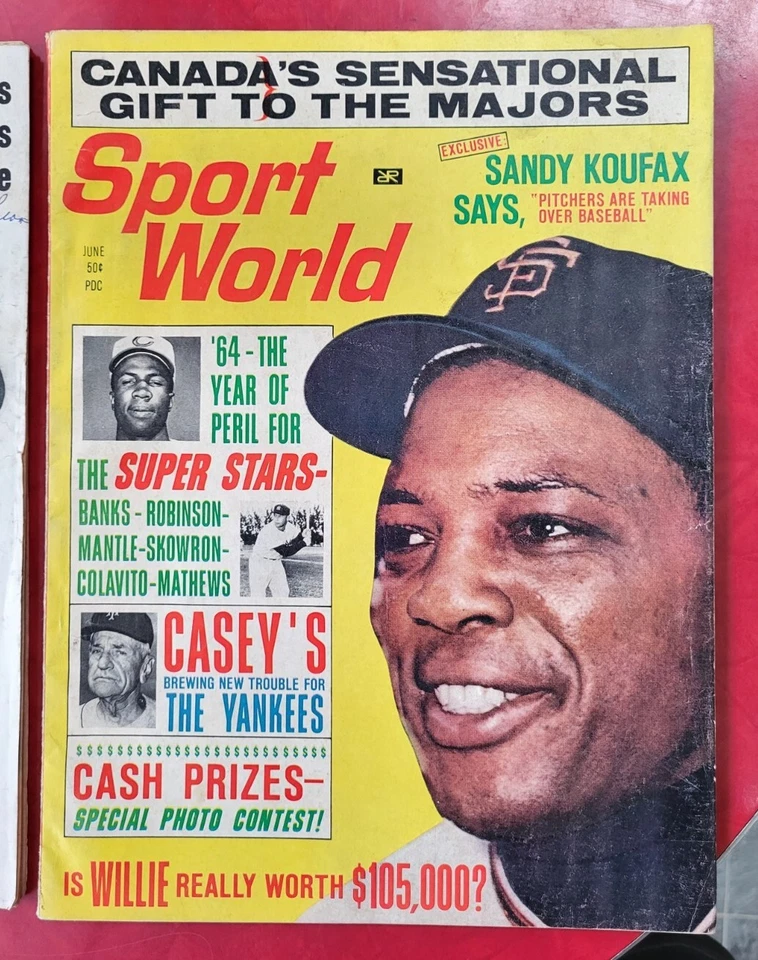 s
s
e
CANADA'S SENSATIONAL
GIFT TO THE MAJORS
Sport
World
JUNE
50¢
PDC
EXCLUSIVE:
SANDY KOUFAX
SAYS, "PITCHERS ARE TAKING
OVER BASEBALL"
SF
'64-THE
YEAR OF
PERIL FOR
THE SUPER STARS-
BANKS-ROBINSON-
MANTLE-SKOWRON-
COLAVITO-MATHEWS
C
CASEY'S
BREWING NEW TROUBLE FOR
THE YANKEES
$$$$$$$$$$$$$$$$$$$$$$$$
CASH PRIZES-
SPECIAL PHOTO CONTEST!
IS WILLIE REALLY WORTH $105,000?